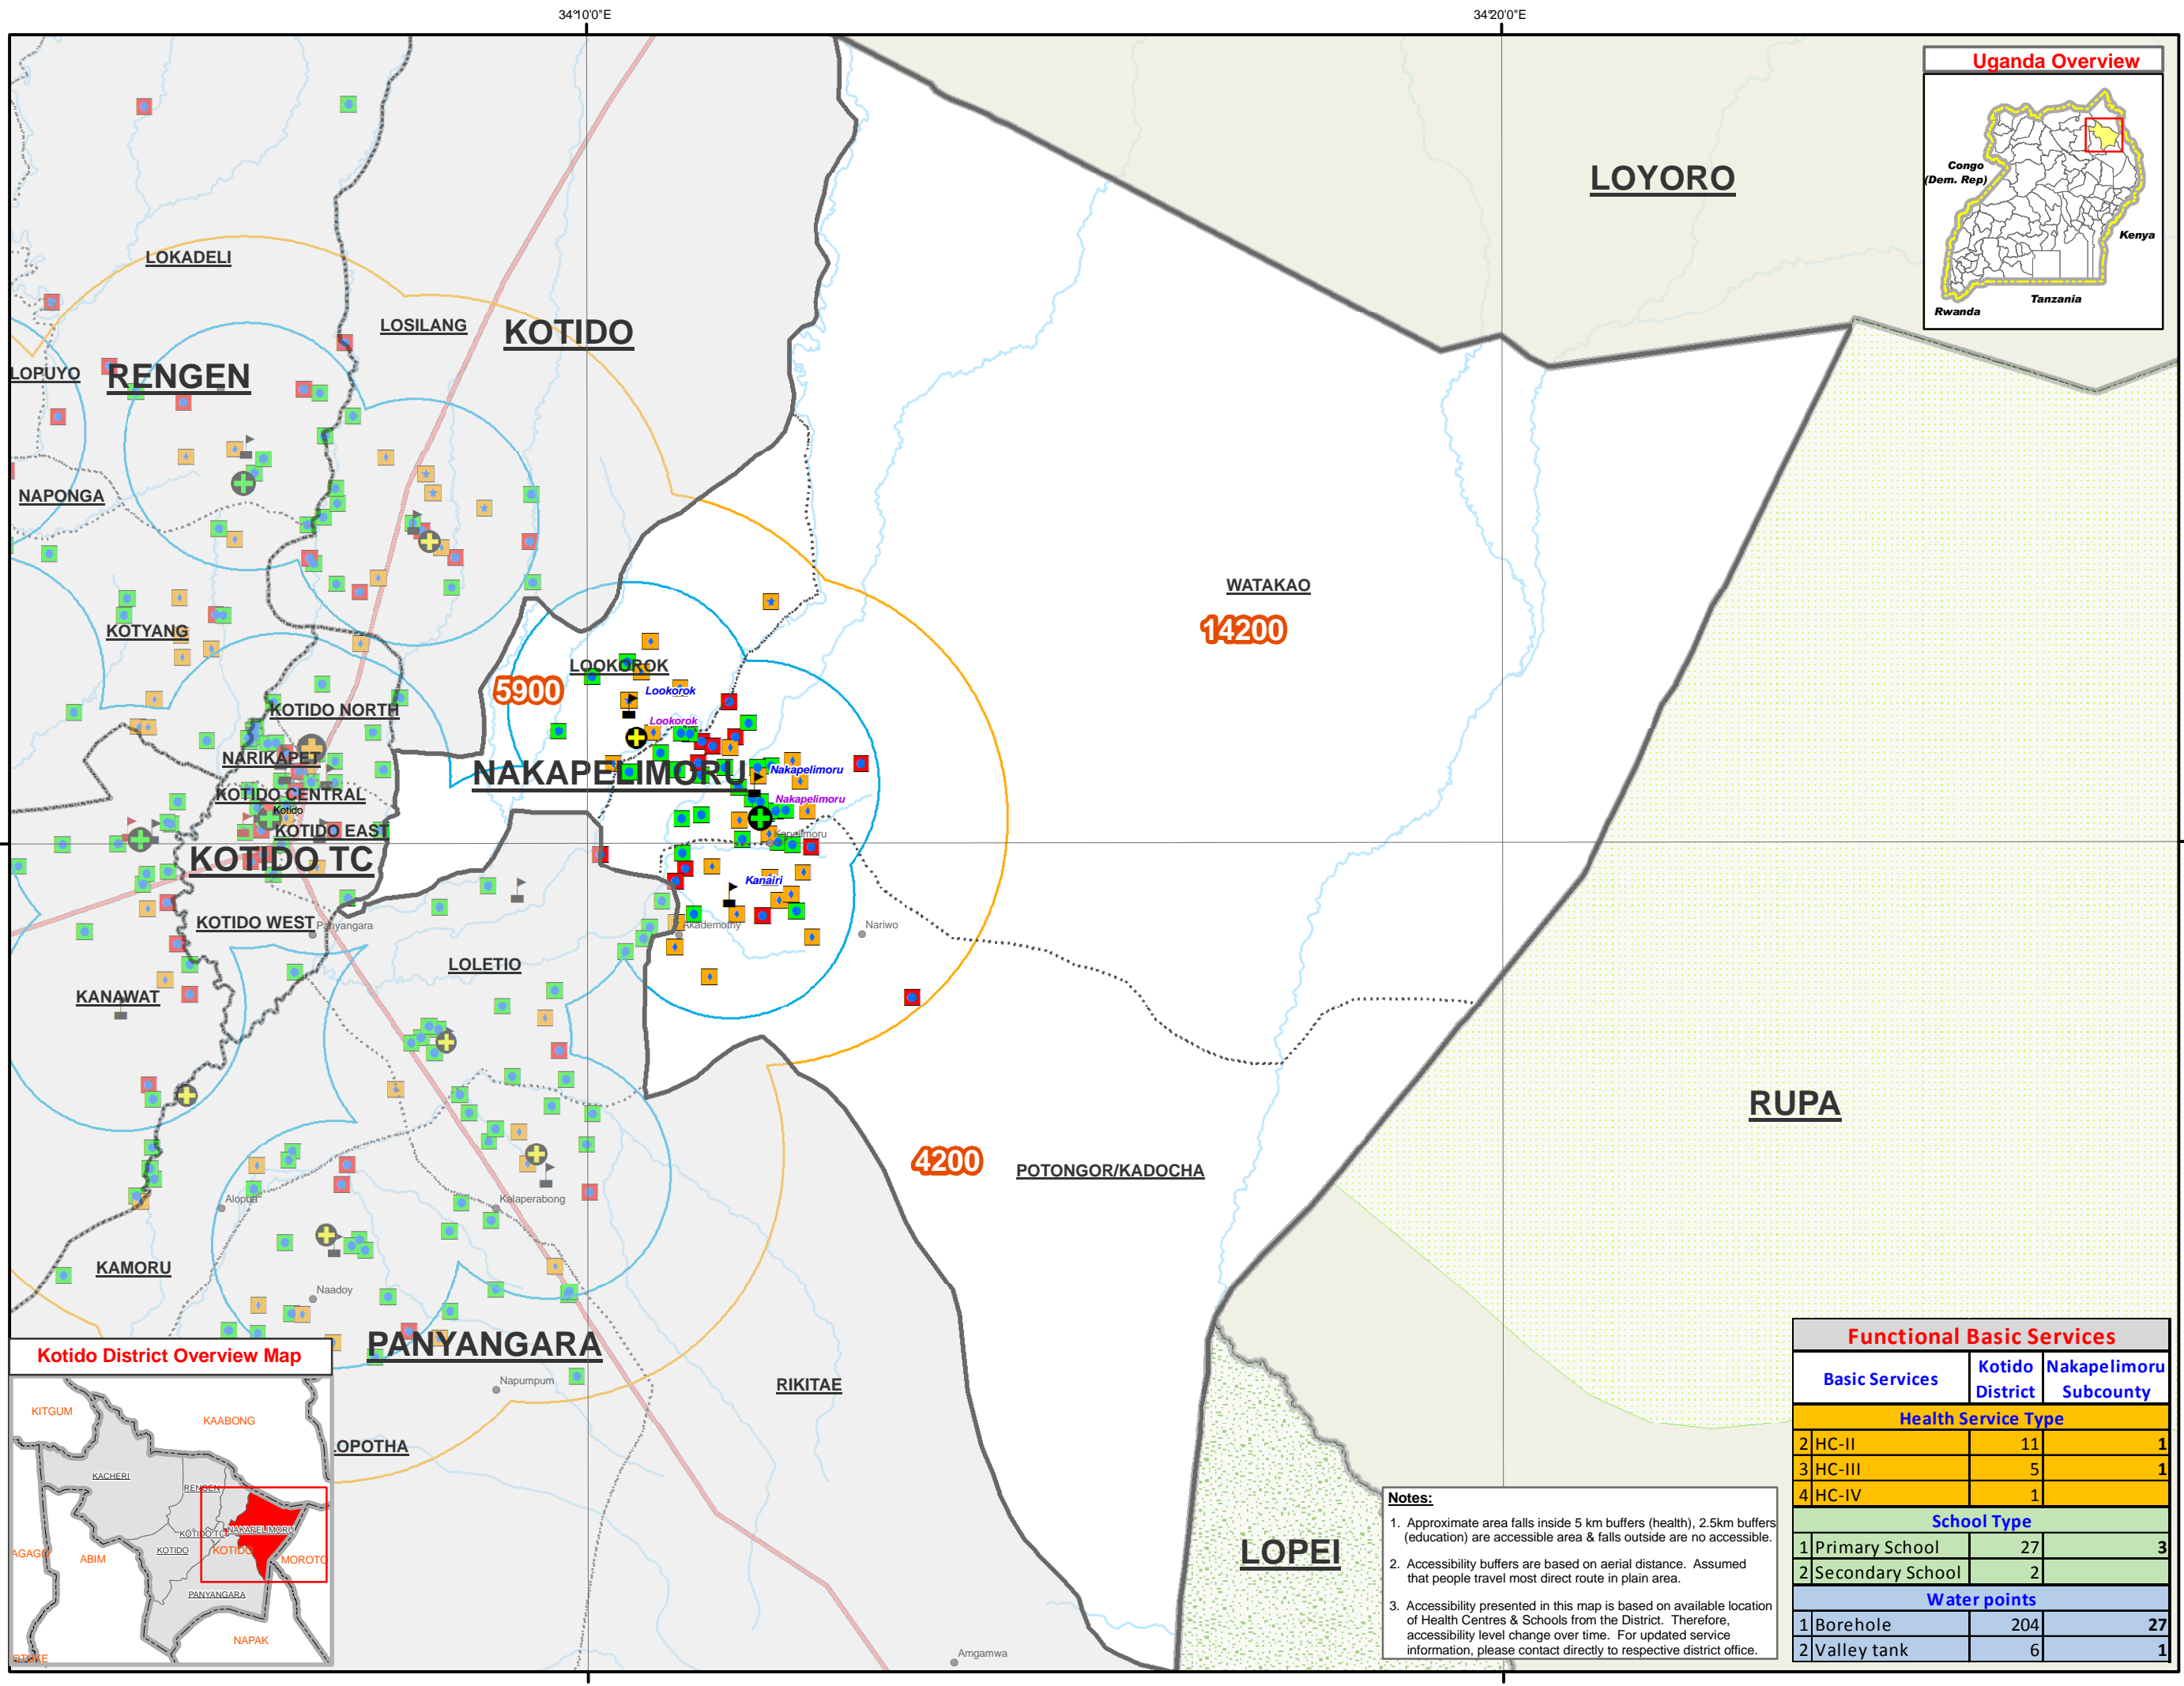 34°10'0"E
34°20'0"E
Uganda Overview
Congo
(Dem. Rep)
Kenya
Tanzania
Rwanda
LOYORO
LOKADELI
LOSILANG
KOTIDO
LOPUYO
RENGEN
NAPONGA
WATAKAO
14200
KOTYANG
LOOKOROK
5900
Lookorok
Lookorok
KOTIDO NORTH
NARIKAPET
NAKAPELIMORU
Nakapelimoru
Nakapelimoru
KOTIDO CENTRAL
Kotido
KOTIDO EAST
Kapelimoru
KOTIDO TC
Kanairi
KOTIDO WEST
Panyangara
Akademothy
Nariwo
LOLETIO
KANAWAT
RUPA
4200
POTONGOR/KADOCHA
Alopua
Kalaperabong
KAMORU
Naadoy
PANYANGARA
Napumpum
RIKITAE
OPOTHA
LOPEI
Amgamwa
Kotido District Overview Map
KITGUM
KAABONG
KACHERI
RENGEN
KOTIDO TC
NAKAPELIMORU
KOTIDO
KOTIDO
AGAGO
ABIM
MOROTO
PANYANGARA
NAPAK
OTUKE
Notes:
1. Approximate area falls inside 5 km buffers (health), 2.5km buffers
(education) are accessible area & falls outside are no accessible.
2. Accessibility buffers are based on aerial distance. Assumed
that people travel most direct route in plain area.
3. Accessibility presented in this map is based on available location
of Health Centres & Schools from the District. Therefore,
accessibility level change over time. For updated service
information, please contact directly to respective district office.
Functional Basic Services
Basic Services Kotido District Nakapelimoru Subcounty
Health Service Type
2 HC-II 11 1
3 HC-III 5 1
4 HC-IV 1
School Type
1 Primary School 27 3
2 Secondary School 2
Water points
1 Borehole 204 27
2 Valley tank 6 1